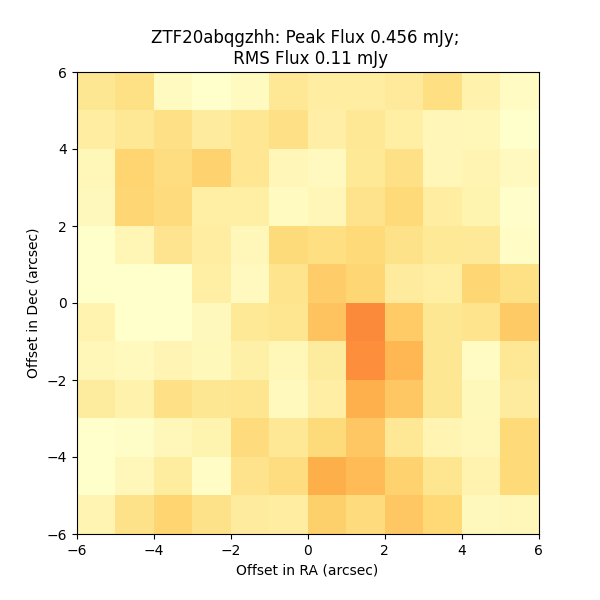 ZTF20abqgzhh: Peak Flux 0.456 mJy;
RMS Flux 0.11 mJy
6
4
2
0
−2
−4
−6
Offset in Dec (arcsec)
−6 −4 −2 0 2 4 6
Offset in RA (arcsec)